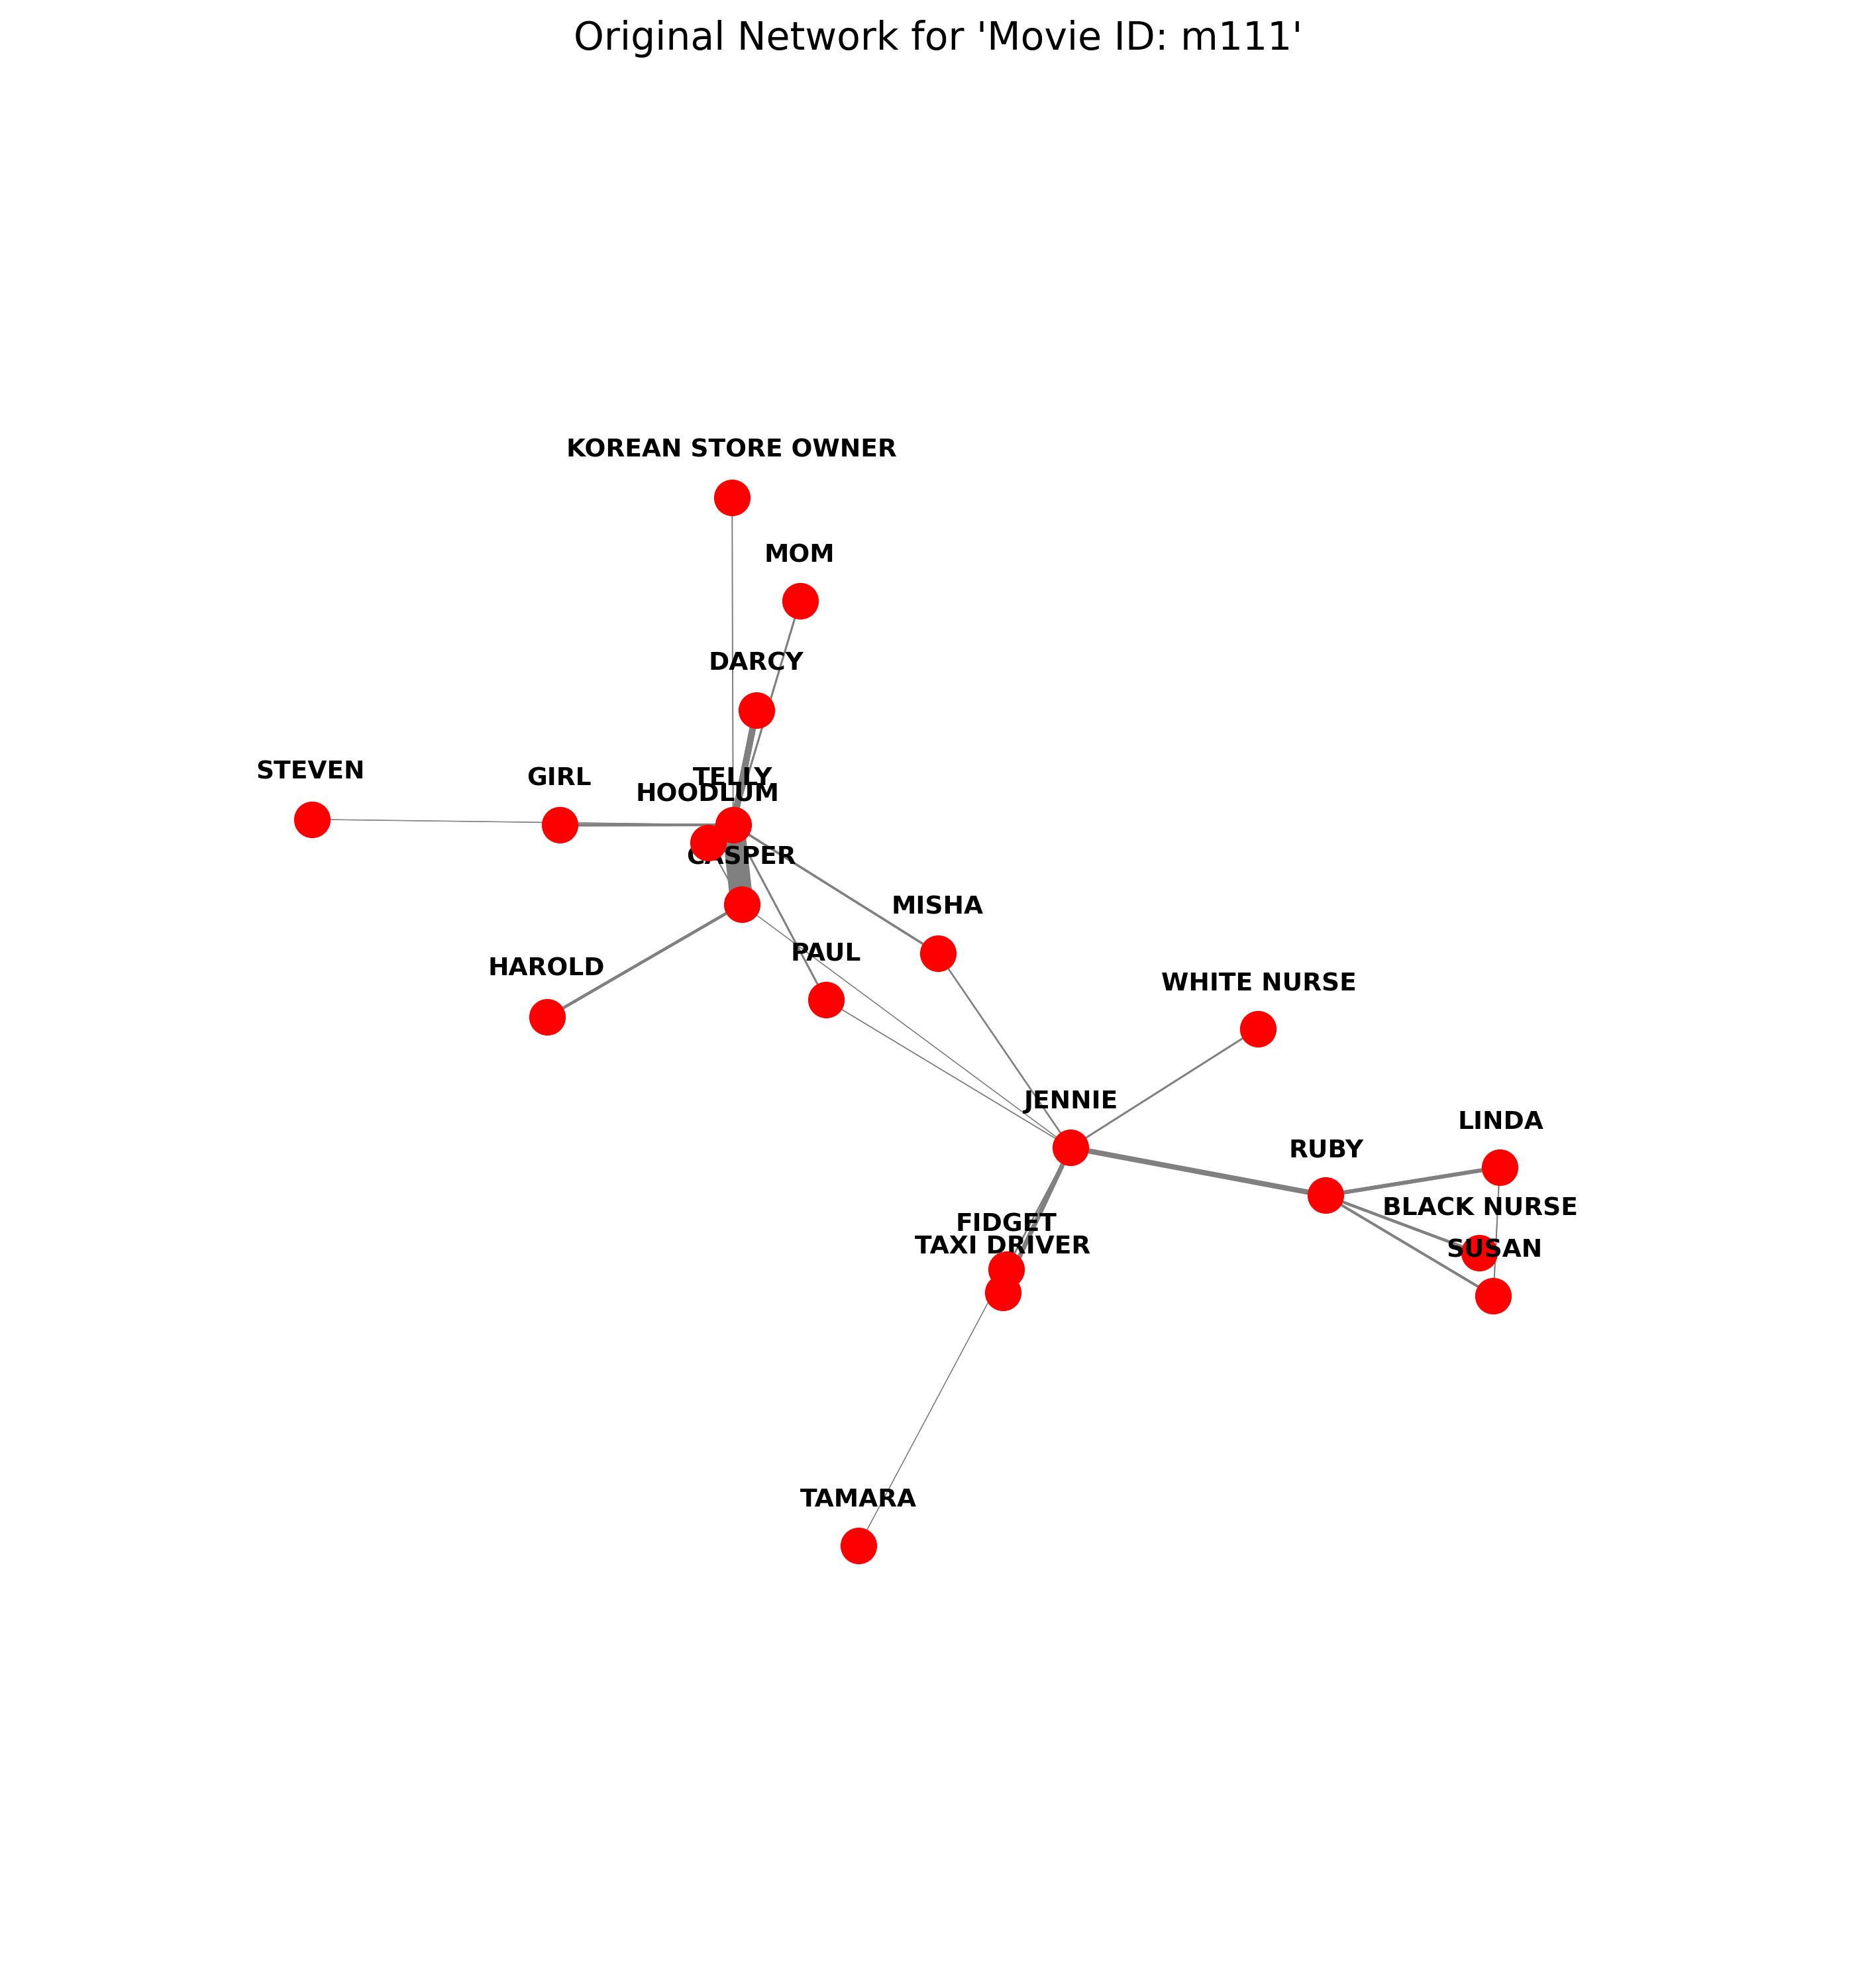 Original Network for 'Movie ID: m111'
KOREAN STORE OWNER
MOM
DARCY
STEVEN
GIRL
TELLY
HOODLUM
CASPER
MISHA
PAUL
HAROLD
WHITE NURSE
JENNIE
LINDA
RUBY
BLACK NURSE
FIDGET
TAXI DRIVER
SUSAN
TAMARA